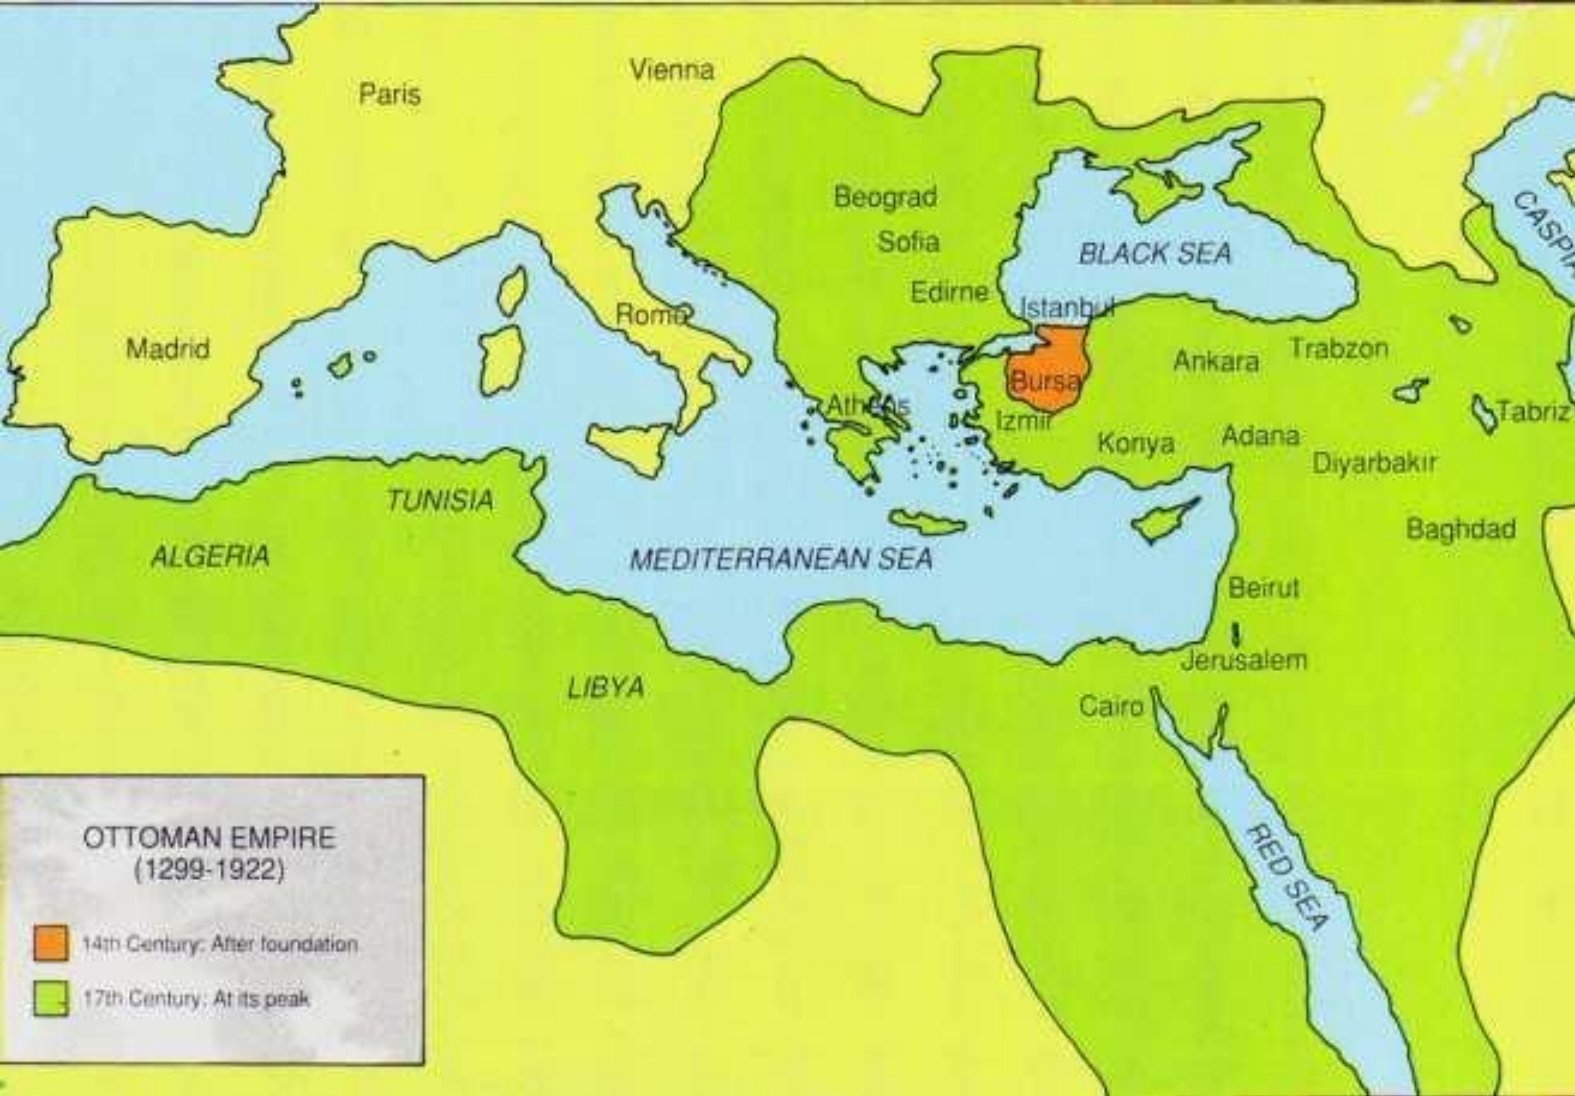 Vienna
Paris
Beograd
Sofia
BLACK SEA
CASPIA
Edirne
Istanbul
Rome
Madrid
Ankara
Trabzon
Bursa
Athens
Izmir
Tabriz
Konya
Adana
Diyarbakır
TUNISIA
Baghdad
ALGERIA
MEDITERRANEAN SEA
Beirut
Jerusalem
LIBYA
Cairo
RED SEA
OTTOMAN EMPIRE
(1299-1922)
14th Century: After foundation
17th Century: At its peak